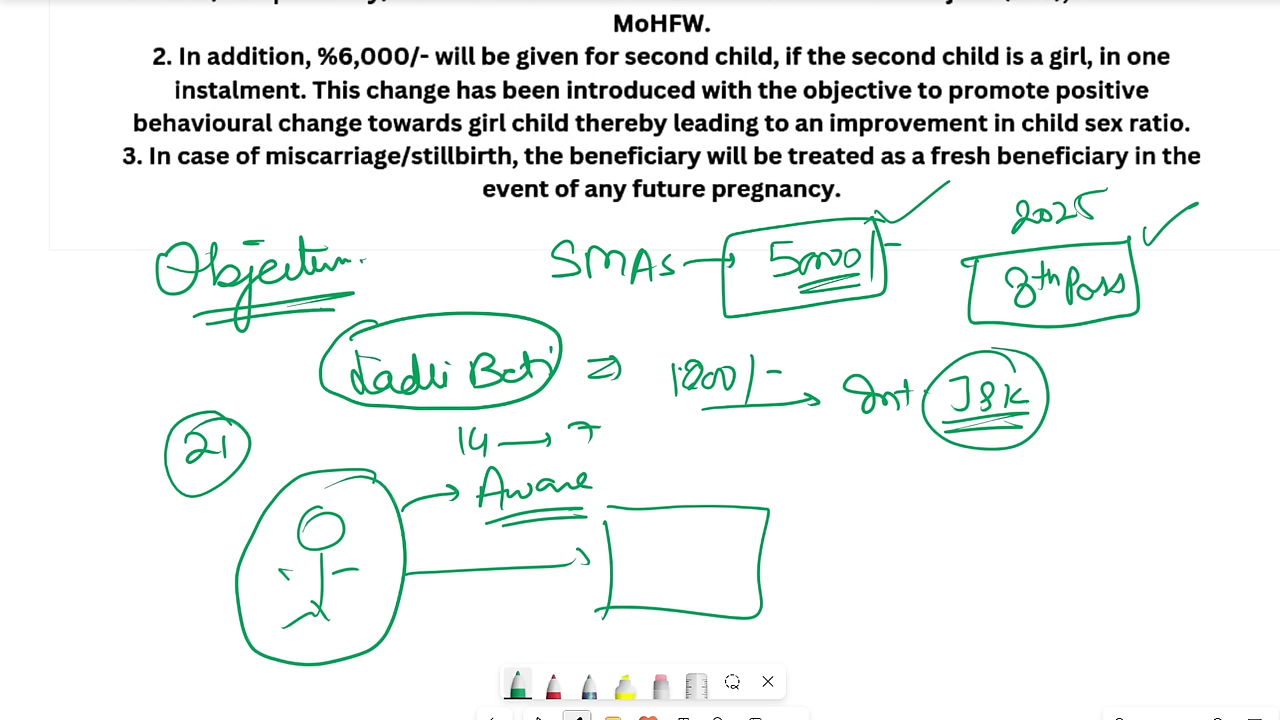 MoHFW.
2. In addition, %6,000/- will be given for second child, if the second child is a girl, in one
instalment. This change has been introduced with the objective to promote positive
behavioural change towards girl child thereby leading to an improvement in child sex ratio.
3. In case of miscarriage/stillbirth, the beneficiary will be treated as a fresh beneficiary in the
event of any future pregnancy.
2025
SMAs → 5000/-
8th Pass
Ladli Beti ⇒
14 → 7
21
Aware